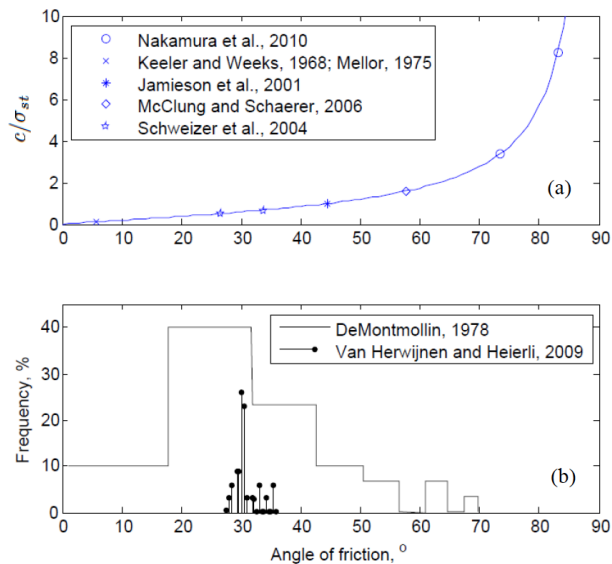 10
8
6
4
2
0
c/σst
Nakamura et al., 2010
Keeler and Weeks, 1968; Mellor, 1975
Jamieson et al., 2001
McClung and Schaerer, 2006
Schweizer et al., 2004
(a)
0 10 20 30 40 50 60 70 80 90
40
30
20
10
0
Frequency, %
DeMontmollin, 1978
Van Herwijnen and Heierli, 2009
(b)
0 10 20 30 40 50 60 70 80 90
Angle of friction, °